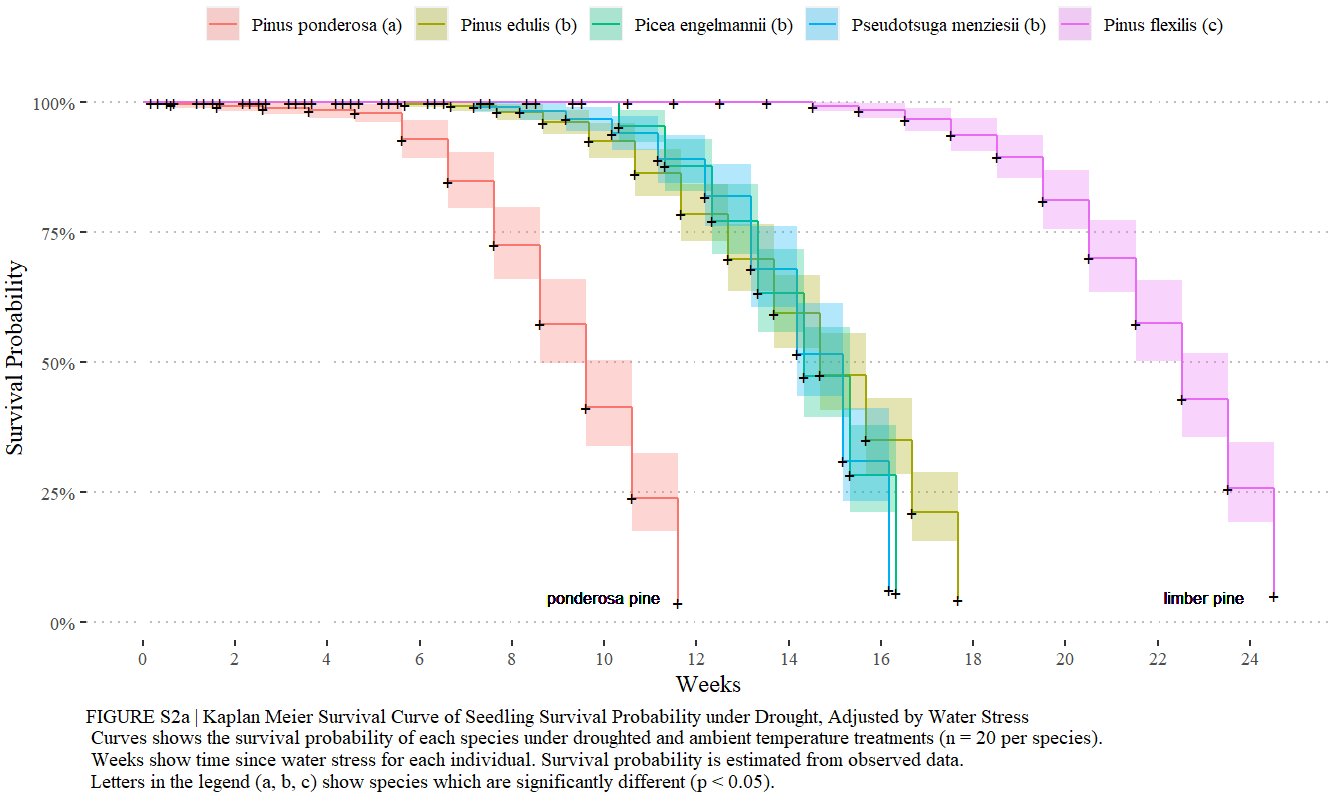 Pinus ponderosa (a) Pinus edulis (b) Picea engelmannii (b) Pseudotsuga menziesii (b) Pinus flexilis (c)
100%
75%
50%
25%
0%
Survival Probability
ponderosa pine limber pine
0 2 4 6 8 10 12 14 16 18 20 22 24
Weeks
FIGURE S2a | Kaplan Meier Survival Curve of Seedling Survival Probability under Drought, Adjusted by Water Stress
Curves shows the survival probability of each species under droughted and ambient temperature treatments (n = 20 per species).
Weeks show time since water stress for each individual. Survival probability is estimated from observed data.
Letters in the legend (a, b, c) show species which are significantly different (p < 0.05).